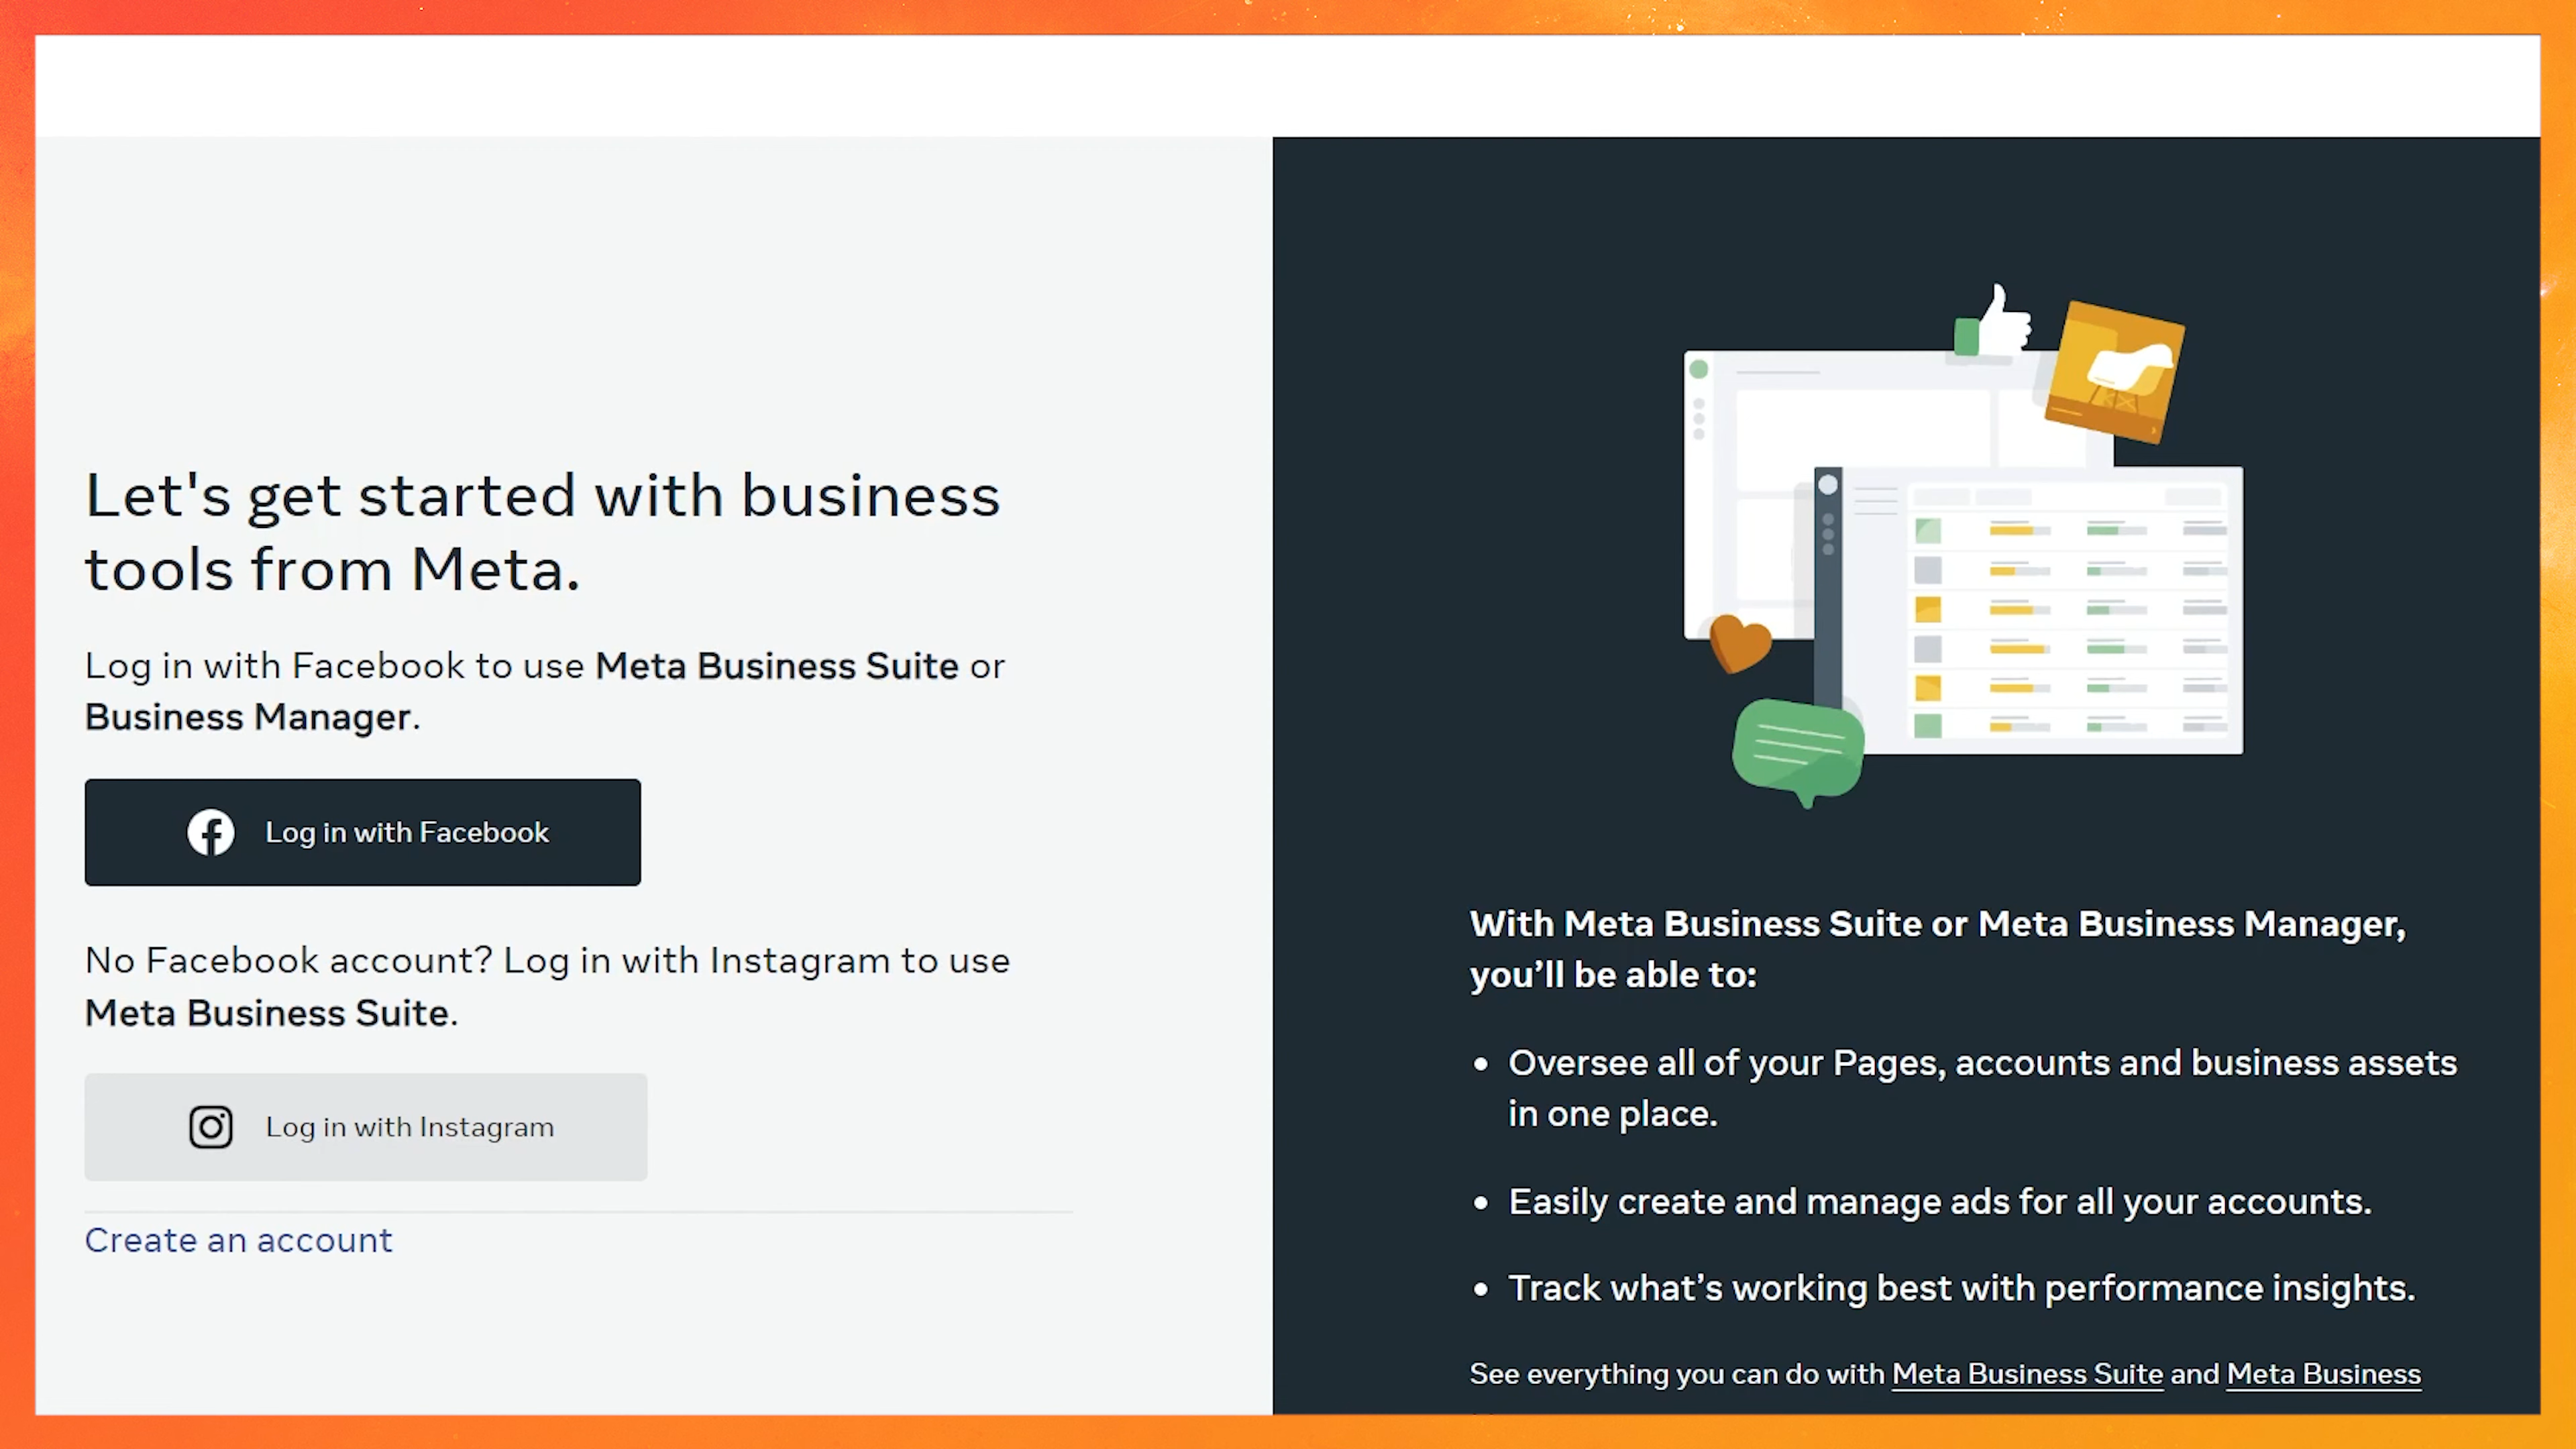 Let's get started with business
tools from Meta.
Log in with Facebook to use Meta Business Suite or
Business Manager.
Log in with Facebook
No Facebook account? Log in with Instagram to use
Meta Business Suite.
Log in with Instagram
Create an account
With Meta Business Suite or Meta Business Manager,
you’ll be able to:
• Oversee all of your Pages, accounts and business assets
in one place.
• Easily create and manage ads for all your accounts.
• Track what’s working best with performance insights.
See everything you can do with Meta Business Suite and Meta Business